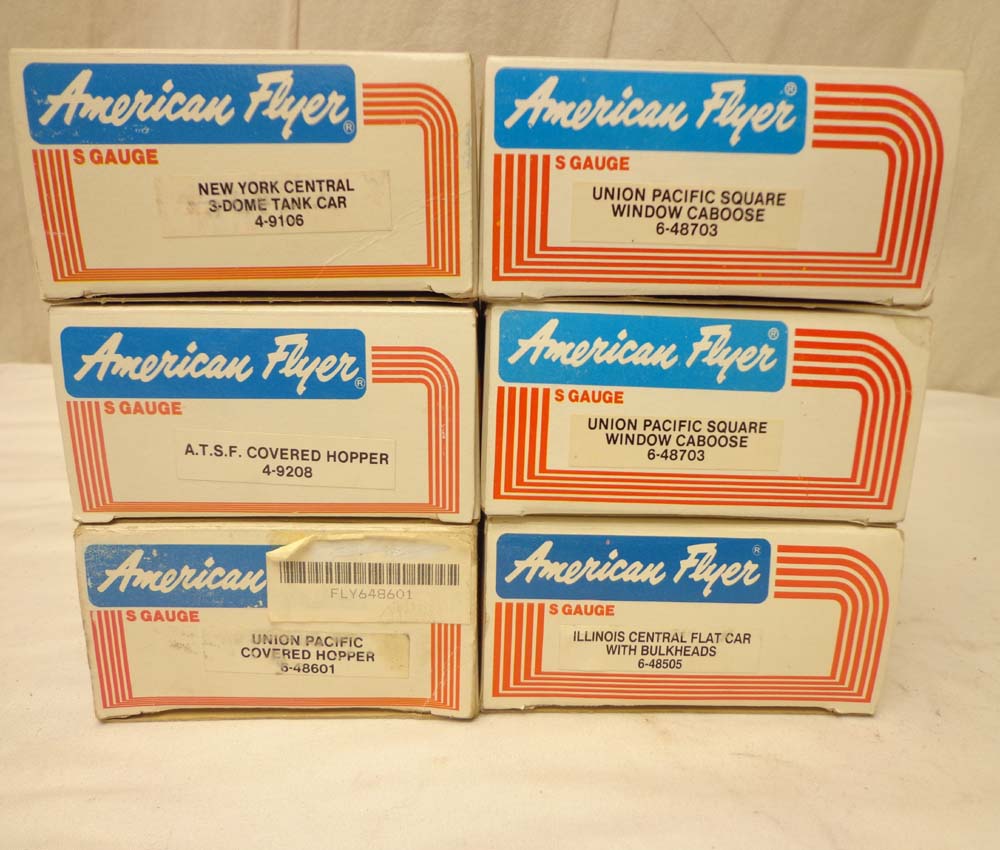 American Flyer®
S GAUGE
NEW YORK CENTRAL
3-DOME TANK CAR
4-9106
American Flyer®
S GAUGE
UNION PACIFIC SQUARE
WINDOW CABOOSE
6-48703
American Flyer®
S GAUGE
A.T.S.F. COVERED HOPPER
4-9208
American Flyer®
S GAUGE
UNION PACIFIC SQUARE
WINDOW CABOOSE
6-48703
American
FLY648601
S GAUGE
UNION PACIFIC
COVERED HOPPER
6-48601
American Flyer®
S GAUGE
ILLINOIS CENTRAL FLAT CAR
WITH BULKHEADS
6-48505